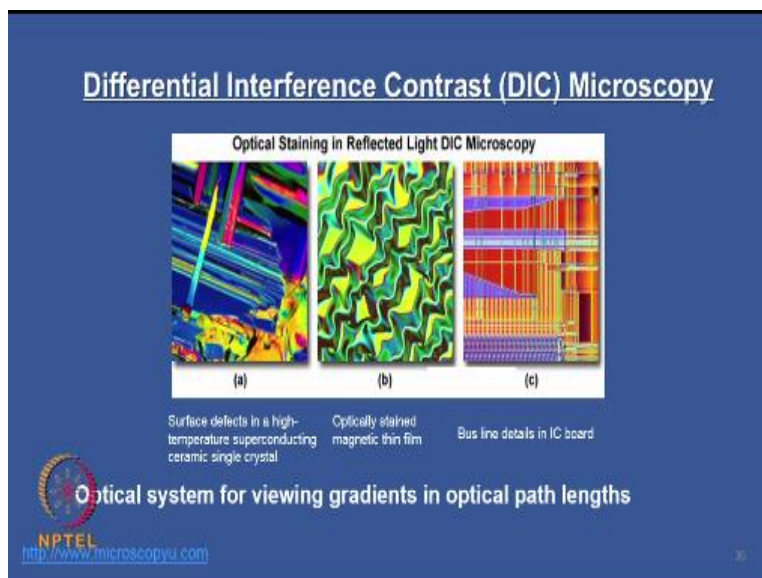 Differential Interference Contrast (DIC) Microscopy
Optical Staining in Reflected Light DIC Microscopy
(a)
(b)
(c)
Surface defects in a high-
temperature superconducting
ceramic single crystal
Optically stained
magnetic thin film
Bus line details in IC board
Optical system for viewing gradients in optical path lengths
NPTEL
http://www.microscopyu.com